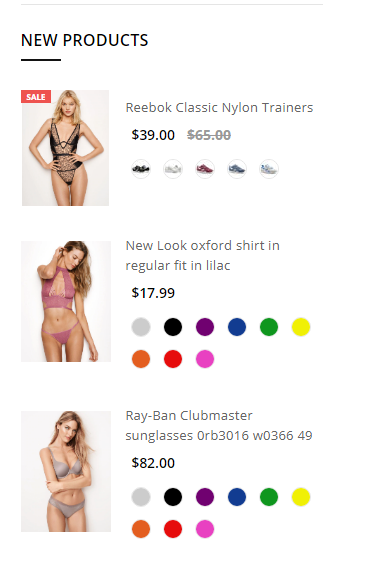 NEW PRODUCTS
SALE
Reebok Classic Nylon Trainers
$39.00 $65.00
New Look oxford shirt in
regular fit in lilac
$17.99
Ray-Ban Clubmaster
sunglasses 0rb3016 w0366 49
$82.00